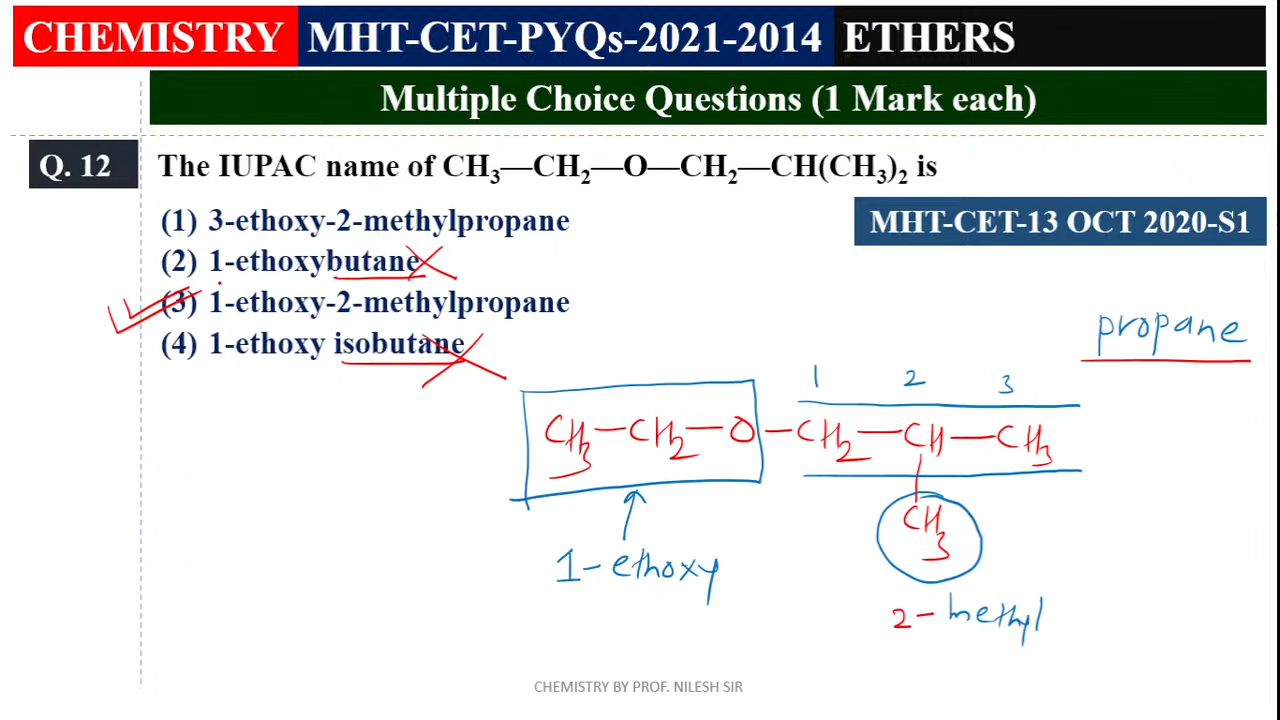 CHEMISTRY MHT-CET-PYQs-2021-2014 ETHERS
Multiple Choice Questions (1 Mark each)
Q. 12 The IUPAC name of CH₃—CH₂—O—CH₂—CH(CH₃)₂ is
(1) 3-ethoxy-2-methylpropane
MHT-CET-13 OCT 2020-S1
(2) 1-ethoxybutane
(3) 1-ethoxy-2-methylpropane
(4) 1-ethoxy isobutane
propane
1 2 3
CH₃—CH₂—O—CH₂—CH—CH₃
CH₃
1-ethoxy
2-methyl
CHEMISTRY BY PROF. NILESH SIR